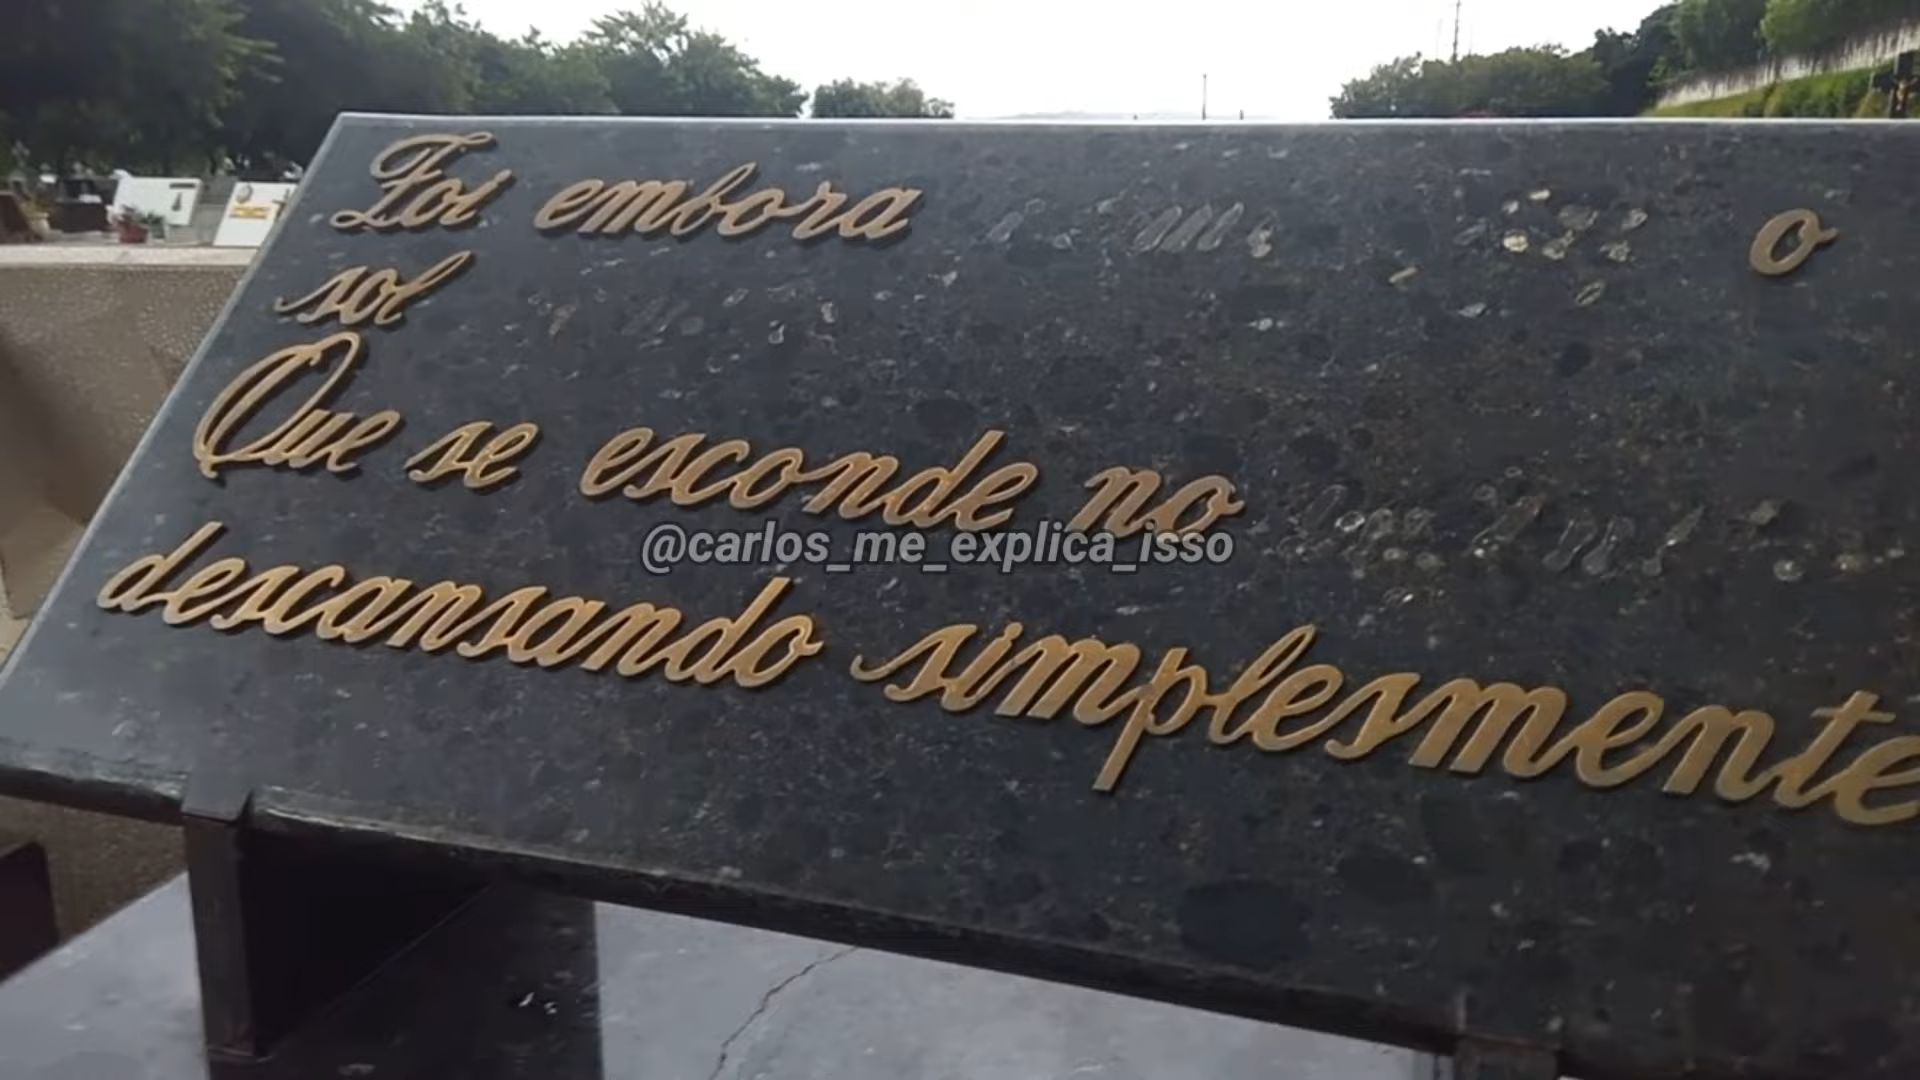 Foi embora o
sol
Que se esconde no
@carlos_me_explica_isso
descansando simplesmente